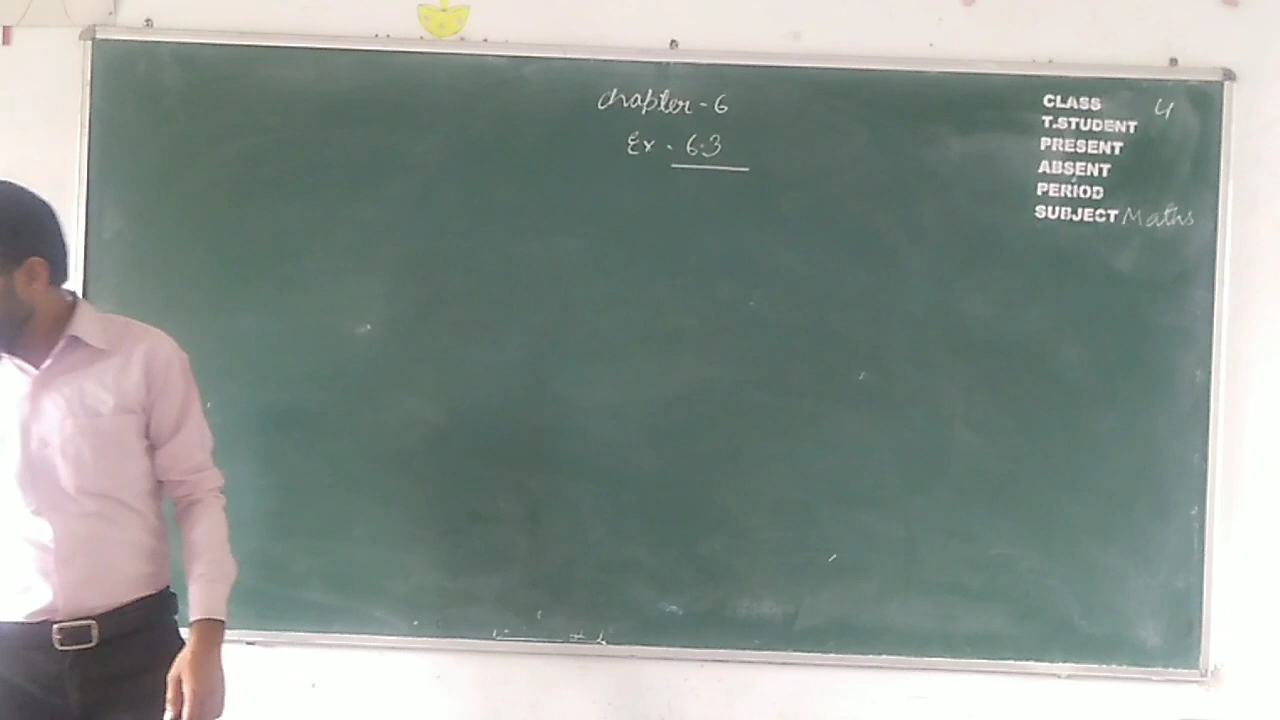 Chapter - 6
Ex - 6.3
CLASS 4
T.STUDENT
PRESENT
ABSENT
PERIOD
SUBJECT Maths